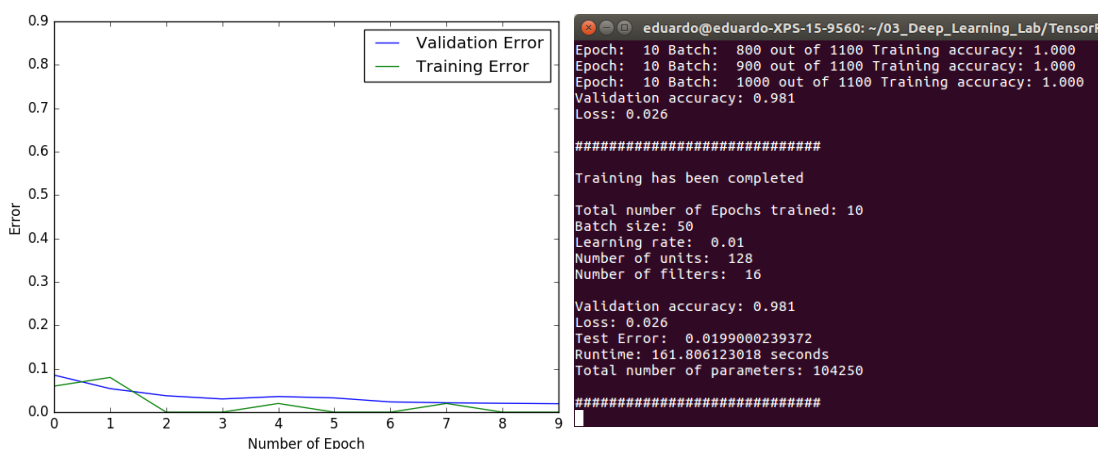 0.9
0.8
0.7
0.6
0.5
0.4
0.3
0.2
0.1
0.0
Error
Validation Error
Training Error
0 1 2 3 4 5 6 7 8 9
Number of Epoch
eduardo@eduardo-XPS-15-9560: ~/03_Deep_Learning_Lab/TensorF
Epoch:  10 Batch:  800 out of 1100 Training accuracy: 1.000
Epoch:  10 Batch:  900 out of 1100 Training accuracy: 1.000
Epoch:  10 Batch:  1000 out of 1100 Training accuracy: 1.000
Validation accuracy: 0.981
Loss: 0.026
#############################
Training has been completed
Total number of Epochs trained: 10
Batch size: 50
Learning rate:  0.01
Number of units:  128
Number of filters:  16
Validation accuracy: 0.981
Loss: 0.026
Test Error:  0.0199000239372
Runtime: 161.806123018 seconds
Total number of parameters: 104250
#############################